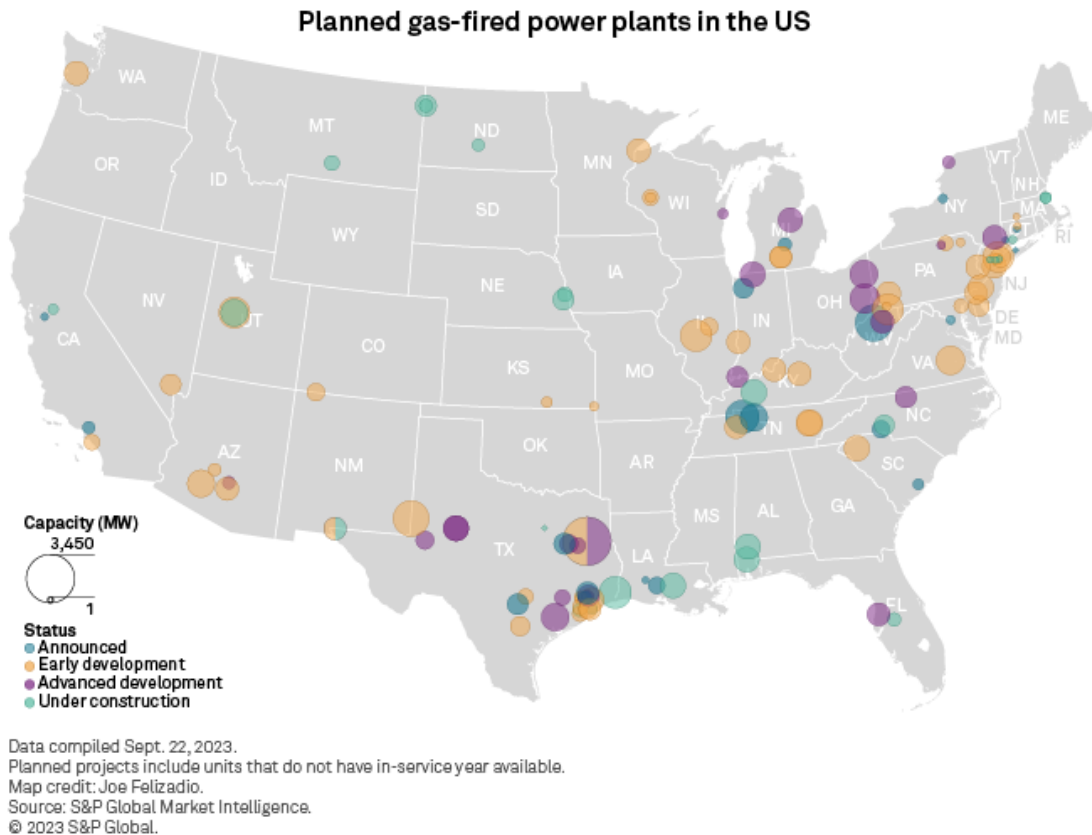 Planned gas-fired power plants in the US
WA
MT
ND
MN
ME
VT
OR
ID
SD
WI
NH
NY
MA
CT
RI
WY
MI
IA
PA
NE
NJ
NV
UT
IL
IN
OH
DE
MD
CA
CO
WV
VA
KS
MO
KY
NC
TN
OK
AZ
NM
AR
SC
MS
AL
GA
TX
LA
FL
Capacity (MW)
3,450
1
Status
Announced
Early development
Advanced development
Under construction
Data compiled Sept. 22, 2023.
Planned projects include units that do not have in-service year available.
Map credit: Joe Felizadio.
Source: S&P Global Market Intelligence.
© 2023 S&P Global.